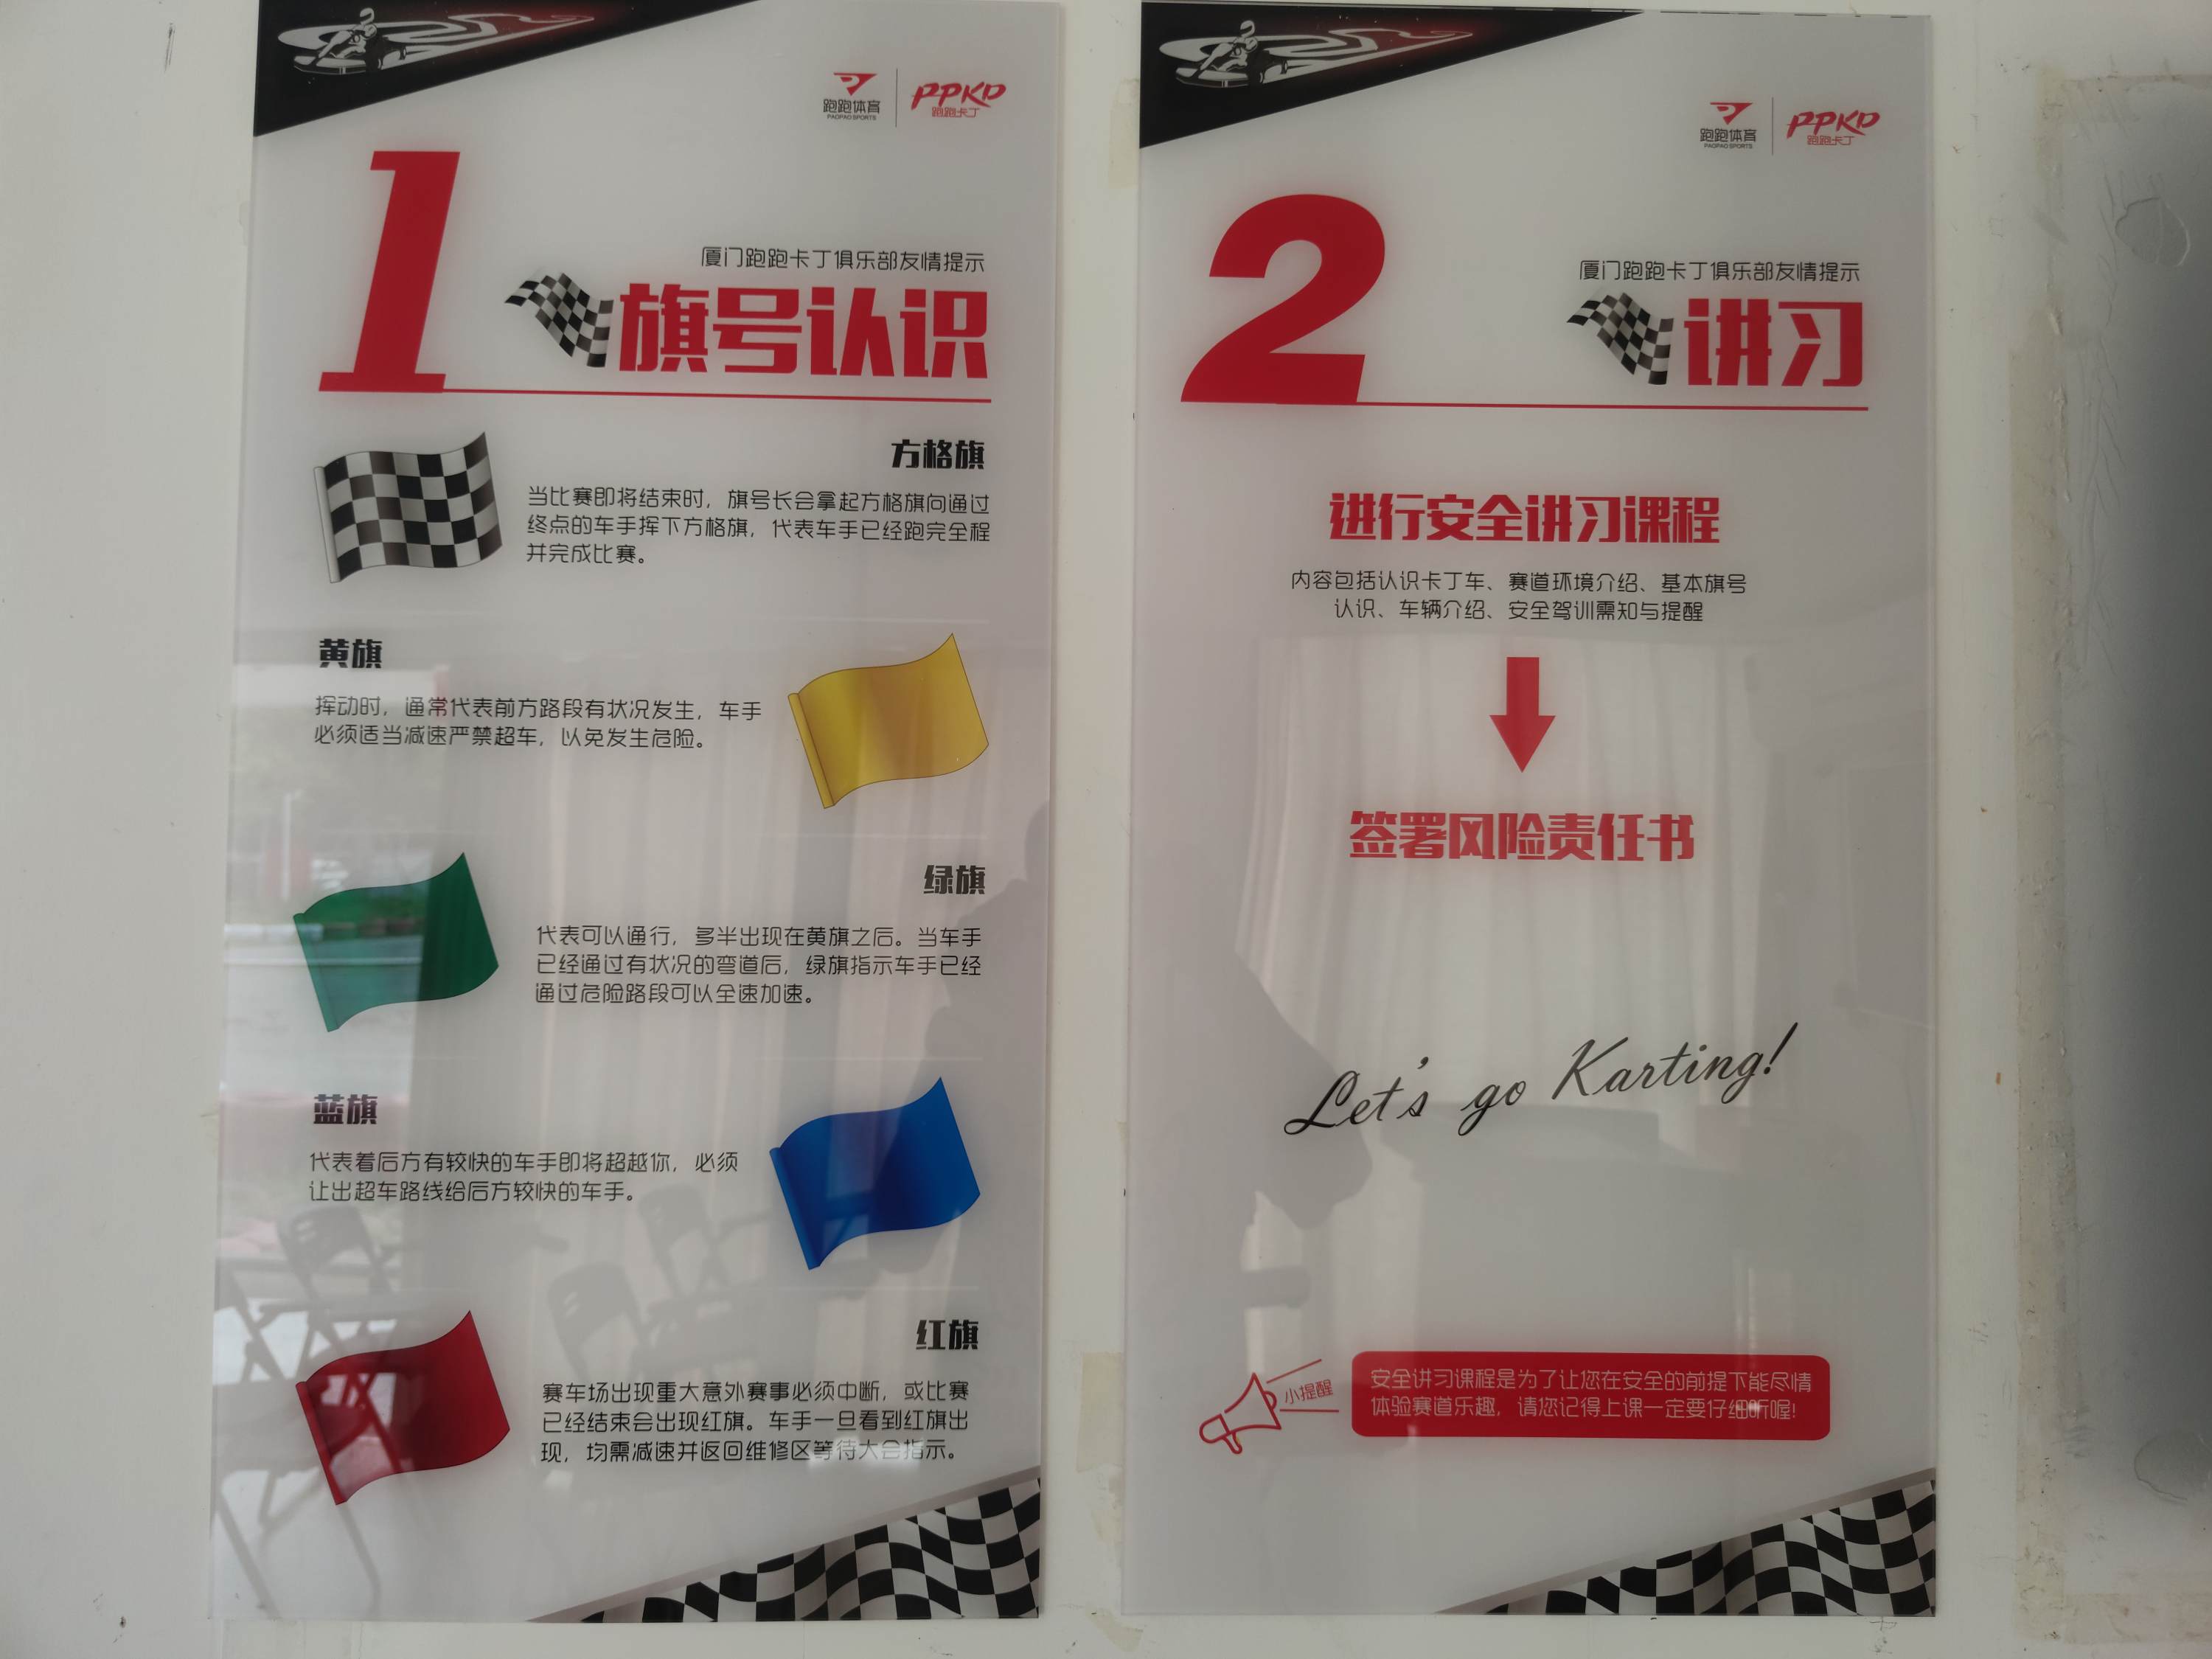 跑跑体育
PAOPAO SPORTS
PPKD
跑跑卡丁
1
厦门跑跑卡丁俱乐部友情提示
旗号认识
方格旗
当比赛即将结束时，旗号长会拿起方格旗向通过
终点的车手挥下方格旗，代表车手已经跑完全程
并完成比赛。
黄旗
挥动时，通常代表前方路段有状况发生，车手
必须适当减速严禁超车，以免发生危险。
绿旗
代表可以通行，多半出现在黄旗之后。当车手
已经通过有状况的弯道后，绿旗指示车手已经
通过危险路段可以全速加速。
蓝旗
代表着后方有较快的车手即将超越你，必须
让出超车路线给后方较快的车手。
红旗
赛车场出现重大意外赛事必须中断，或比赛
已经结束会出现红旗。车手一旦看到红旗出
现，均需减速并返回维修区等待大会指示。
跑跑体育
PAOPAO SPORTS
PPKD
跑跑卡丁
2
厦门跑跑卡丁俱乐部友情提示
讲习
进行安全讲习课程
内容包括认识卡丁车、赛道环境介绍、基本旗号
认识、车辆介绍、安全驾训需知与提醒
签署风险责任书
Let's go Karting!
小提醒
安全讲习课程是为了让您在安全的前提下能尽情
体验赛道乐趣，请您记得上课一定要仔细听喔！